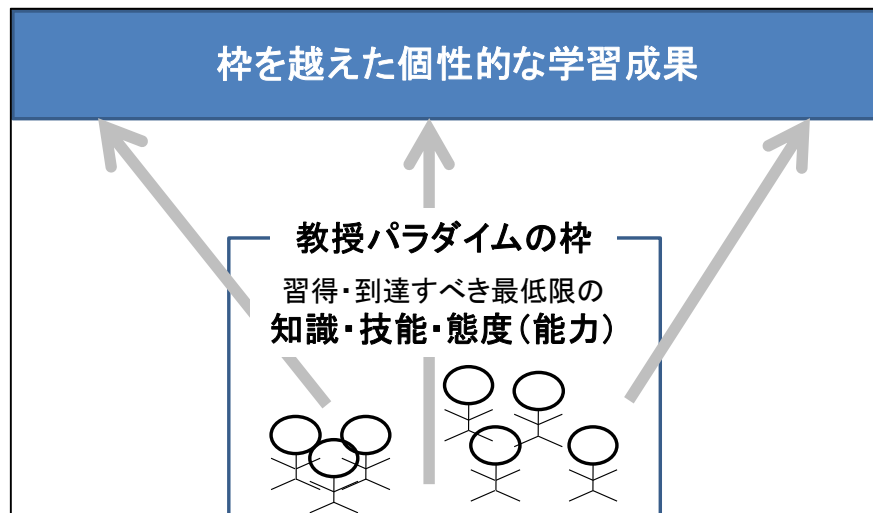 枠を越えた個性的な学習成果
教授パラダイムの枠
習得・到達すべき最低限の
知識・技能・態度(能力)